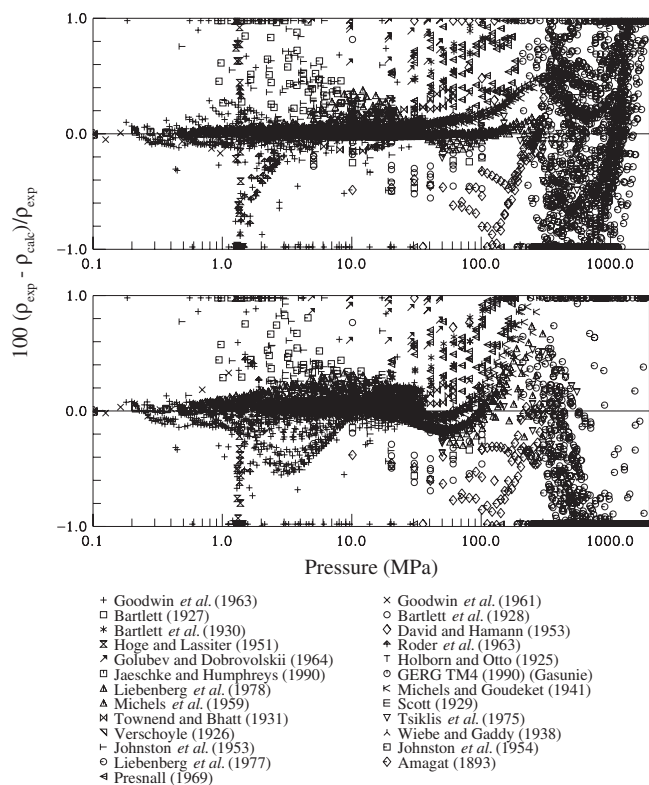 1.0
0.0
−1.0
0.1
1.0
10.0
100.0
1000.0
100 (ρexp - ρcalc)/ρexp
1.0
0.0
−1.0
0.1
1.0
10.0
100.0
1000.0
Pressure (MPa)
Goodwin et al. (1963)
Bartlett (1927)
Bartlett et al. (1930)
Hoge and Lassiter (1951)
Golubev and Dobrovolskii (1964)
Jaeschke and Humphreys (1990)
Liebenberg et al. (1978)
Michels et al. (1959)
Townend and Bhatt (1931)
Verschoyle (1926)
Johnston et al. (1953)
Liebenberg et al. (1977)
Presnall (1969)
Goodwin et al. (1961)
Bartlett et al. (1928)
David and Hamann (1953)
Roder et al. (1963)
Holborn and Otto (1925)
GERG TM4 (1990) (Gasunie)
Michels and Goudeket (1941)
Scott (1929)
Tsiklis et al. (1975)
Wiebe and Gaddy (1938)
Johnston et al. (1954)
Amagat (1893)